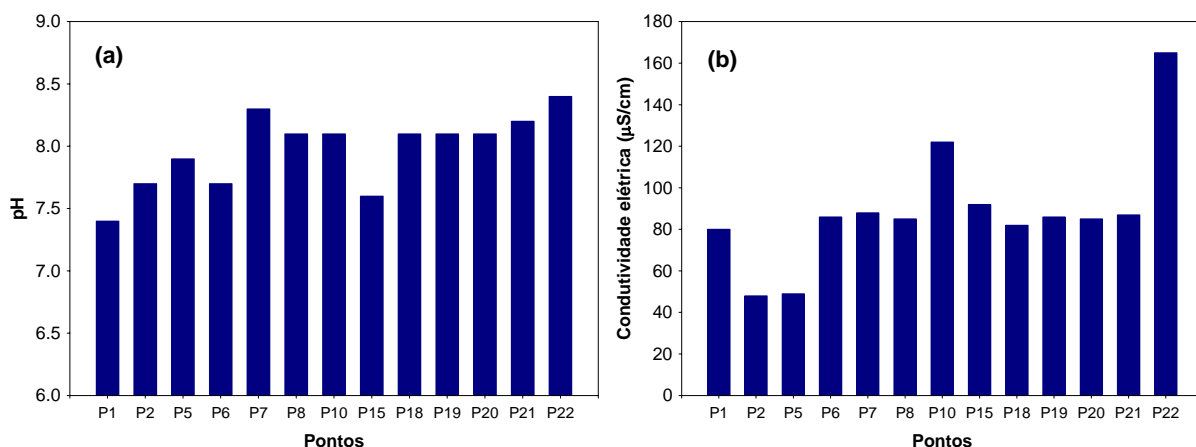 (a)
pH
9.0
8.5
8.0
7.5
7.0
6.5
6.0
P1 P2 P5 P6 P7 P8 P10 P15 P18 P19 P20 P21 P22
Pontos
(b)
Condutividade elétrica (µS/cm)
180
160
140
120
100
80
60
40
20
0
P1 P2 P5 P6 P7 P8 P10 P15 P18 P19 P20 P21 P22
Pontos